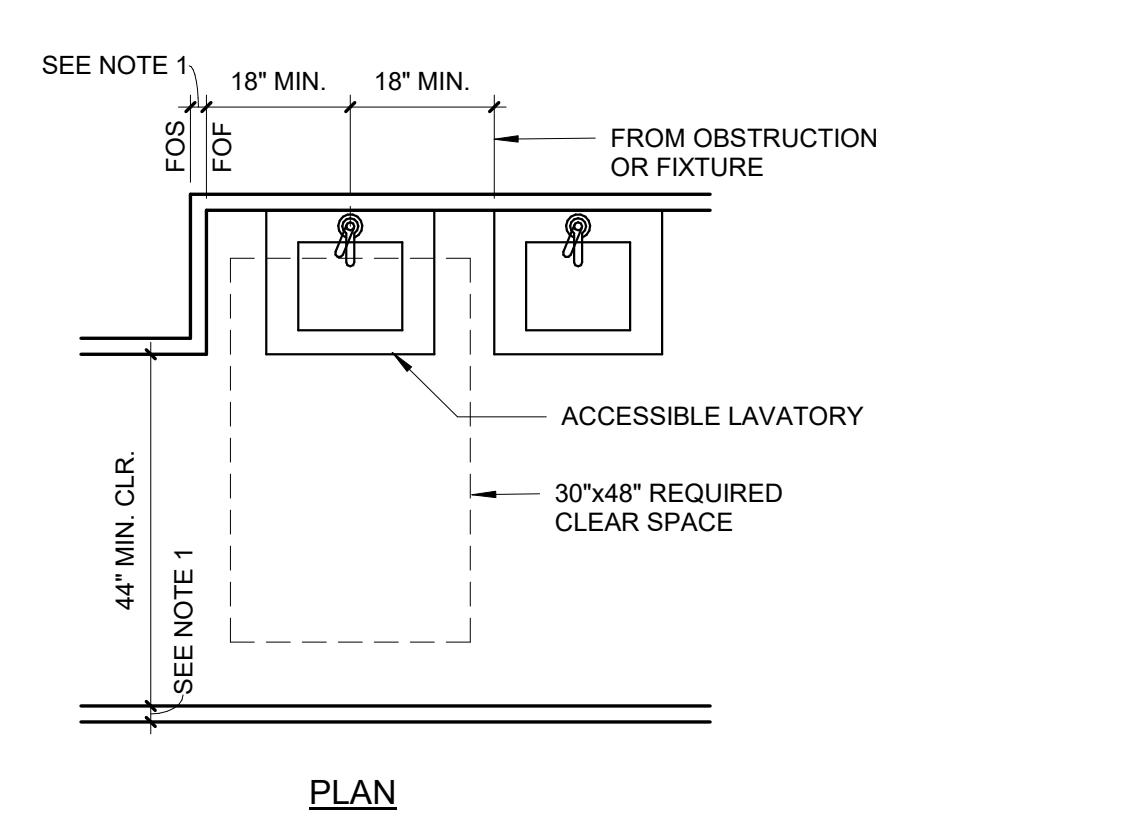 SEE NOTE 1
18" MIN.
18" MIN.
FOS
FOF
FROM OBSTRUCTION
OR FIXTURE
ACCESSIBLE LAVATORY
30"x48" REQUIRED
CLEAR SPACE
44" MIN. CLR.
SEE NOTE 1
PLAN